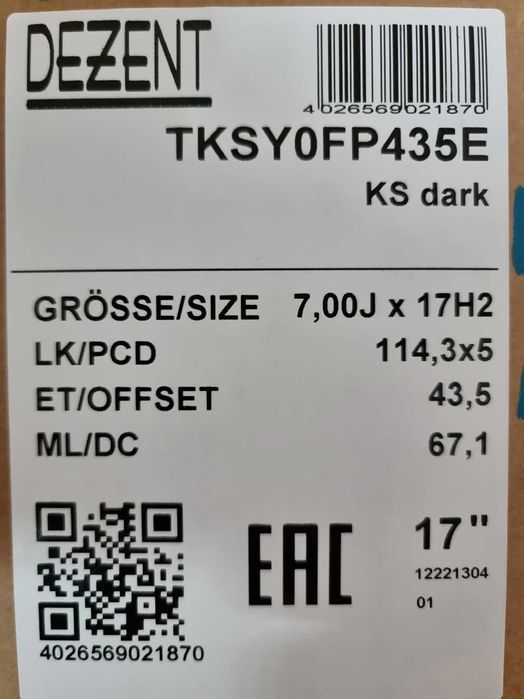 DEZENT
4026569021870
TKSY0FP435E
KS dark
GRÖSSE/SIZE 7,00J x 17H2
LK/PCD 114,3x5
ET/OFFSET 43,5
ML/DC 67,1
EAC
17"
12221304
01
4026569021870